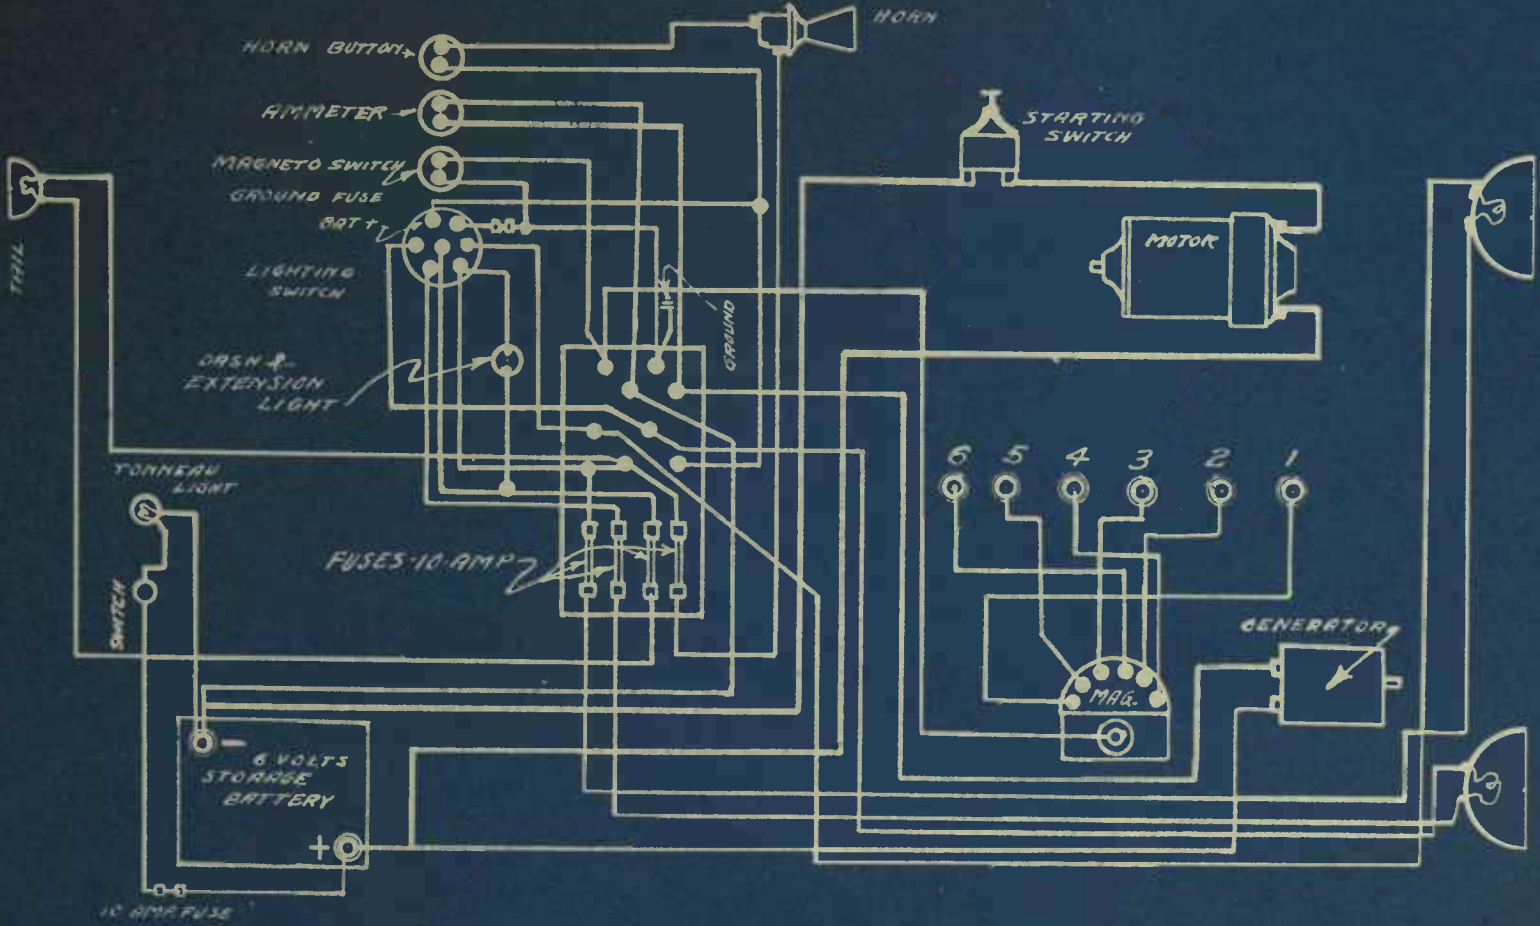 HORN
HORN BUTTON
AMMETER
STARTING
SWITCH
MAGNETO SWITCH
GROUND FUSE
BAT +
MOTOR
TAIL
LIGHTING
SWITCH
GROUND
DASH &
EXTENSION
LIGHT
TONNEAU
LIGHT
6 5 4 3 2 1
FUSES-10-AMP
SWITCH
GENERATOR
MAG.
-
6 VOLTS
STORAGE
BATTERY
+
10 AMP. FUSE